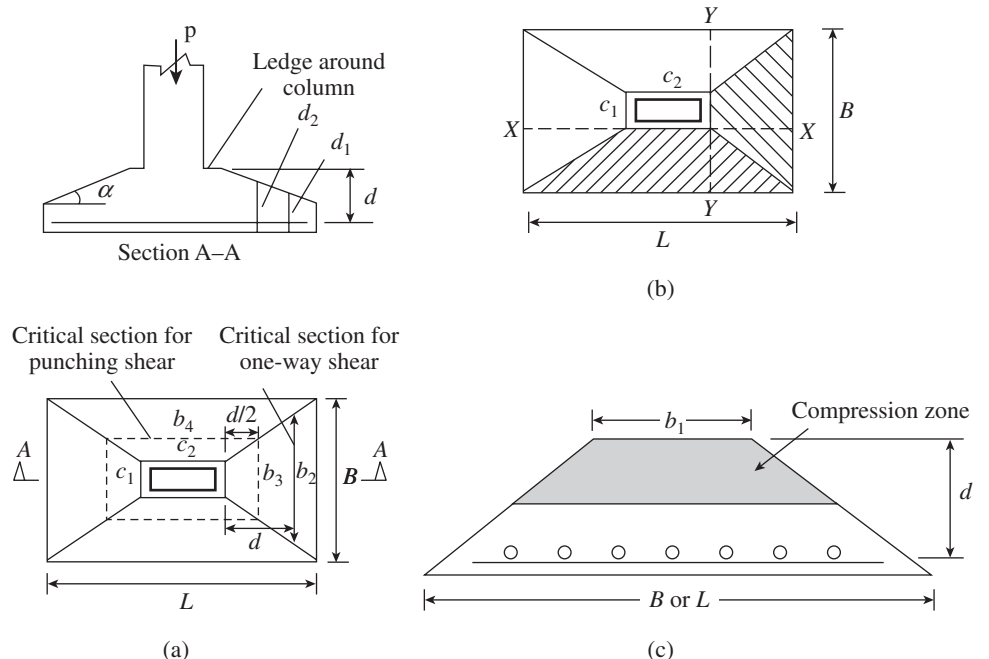 p
Ledge around
column
d₂
d₁
α
d
Section A–A
Y
c₂
c₁
X
X
B
Y
L
(b)
Critical section for
punching shear
Critical section for
one-way shear
b₄
d/2
c₂
A
c₁
b₃
b₂
B
A
d
L
(a)
b₁
Compression zone
d
B or L
(c)